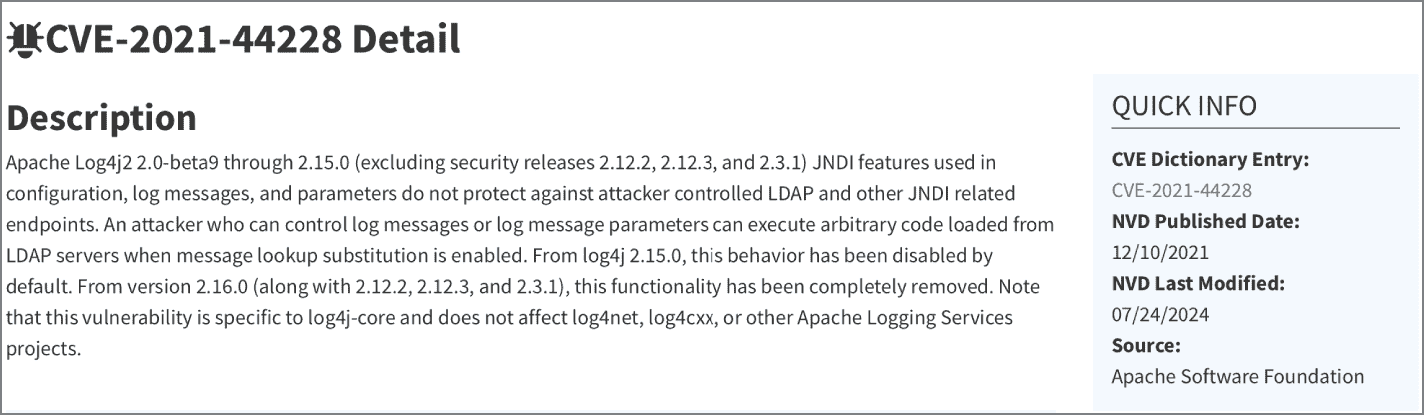 CVE-2021-44228 Detail
Description
Apache Log4j2 2.0-beta9 through 2.15.0 (excluding security releases 2.12.2, 2.12.3, and 2.3.1) JNDI features used in
configuration, log messages, and parameters do not protect against attacker controlled LDAP and other JNDI related
endpoints. An attacker who can control log messages or log message parameters can execute arbitrary code loaded from
LDAP servers when message lookup substitution is enabled. From log4j 2.15.0, this behavior has been disabled by
default. From version 2.16.0 (along with 2.12.2, 2.12.3, and 2.3.1), this functionality has been completely removed. Note
that this vulnerability is specific to log4j-core and does not affect log4net, log4cxx, or other Apache Logging Services
projects.
QUICK INFO
CVE Dictionary Entry:
CVE-2021-44228
NVD Published Date:
12/10/2021
NVD Last Modified:
07/24/2024
Source:
Apache Software Foundation